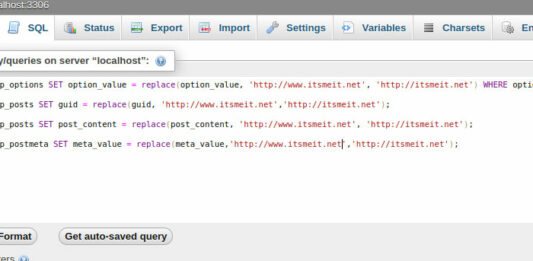 alhost:3306
SQL Status Export Import Settings Variables Charsets
y/queries on server “localhost”:
p_options SET option_value = replace(option_value, 'http://www.itsmeit.net', 'http://itsmeit.net') WHERE
p_posts SET guid = replace(guid, 'http://www.itsmeit.net','http://itsmeit.net');
p_posts SET post_content = replace(post_content, 'http://www.itsmeit.net', 'http://itsmeit.net');
p_postmeta SET meta_value = replace(meta_value,'http://www.itsmeit.net','http://itsmeit.net');
Format Get auto-saved query